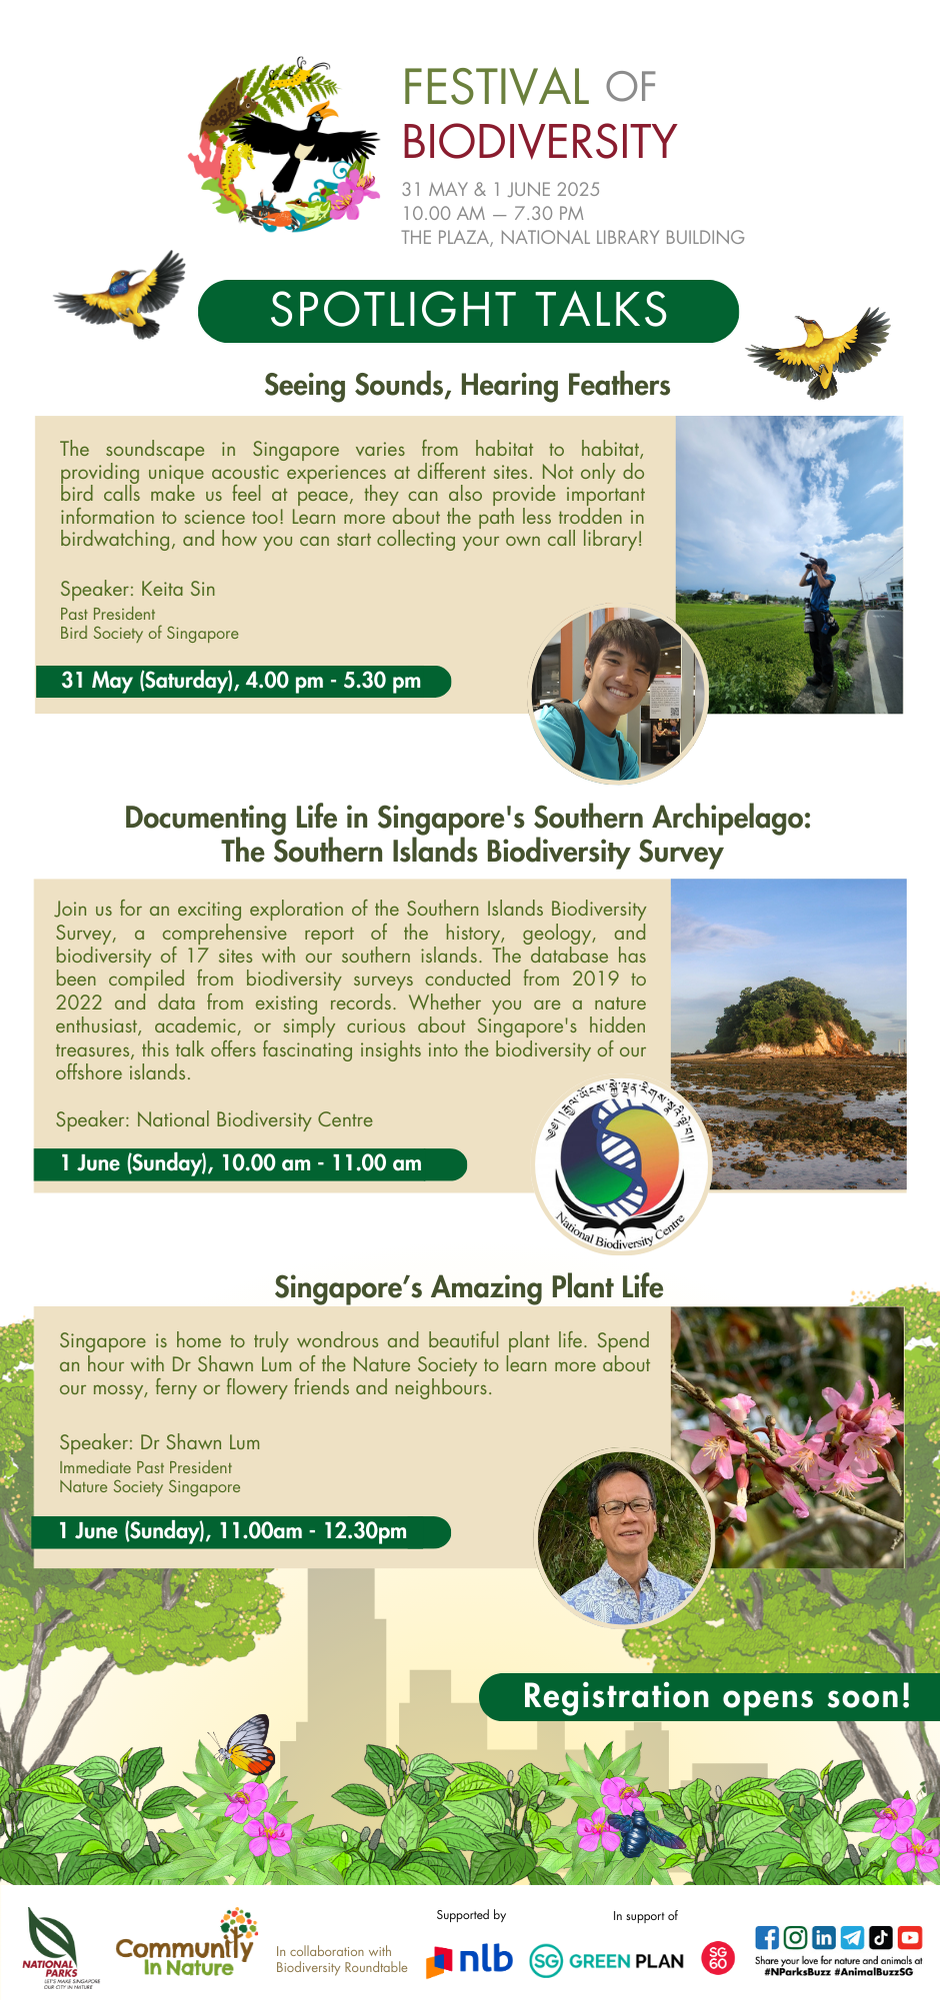 FESTIVAL OF
BIODIVERSITY
31 MAY & 1 JUNE 2025
10.00 AM — 7.30 PM
THE PLAZA, NATIONAL LIBRARY BUILDING
SPOTLIGHT TALKS
Seeing Sounds, Hearing Feathers
The soundscape in Singapore varies from habitat to habitat,
providing unique acoustic experiences at different sites. Not only do
bird calls make us feel at peace, they can also provide important
information to science too! Learn more about the path less trodden in
birdwatching, and how you can start collecting your own call library!
Speaker: Keita Sin
Past President
Bird Society of Singapore
31 May (Saturday), 4.00 pm - 5.30 pm
Documenting Life in Singapore's Southern Archipelago:
The Southern Islands Biodiversity Survey
Join us for an exciting exploration of the Southern Islands Biodiversity
Survey, a comprehensive report of the history, geology, and
biodiversity of 17 sites with our southern islands. The database has
been compiled from biodiversity surveys conducted from 2019 to
2022 and data from existing records. Whether you are a nature
enthusiast, academic, or simply curious about Singapore's hidden
treasures, this talk offers fascinating insights into the biodiversity of our
offshore islands.
Speaker: National Biodiversity Centre
1 June (Sunday), 10.00 am - 11.00 am
National Biodiversity Centre
Singapore’s Amazing Plant Life
Singapore is home to truly wondrous and beautiful plant life. Spend
an hour with Dr Shawn Lum of the Nature Society to learn more about
our mossy, ferny or flowery friends and neighbours.
Speaker: Dr Shawn Lum
Immediate Past President
Nature Society Singapore
1 June (Sunday), 11.00am - 12.30pm
Registration opens soon!
NATIONAL
PARKS
LET'S MAKE SINGAPORE
OUR CITY IN NATURE
Community
In Nature
In collaboration with
Biodiversity Roundtable
Supported by
nlb
In support of
SG GREEN PLAN
SG
60
Share your love for nature and animals at
#NParksBuzz #AnimalBuzzSG